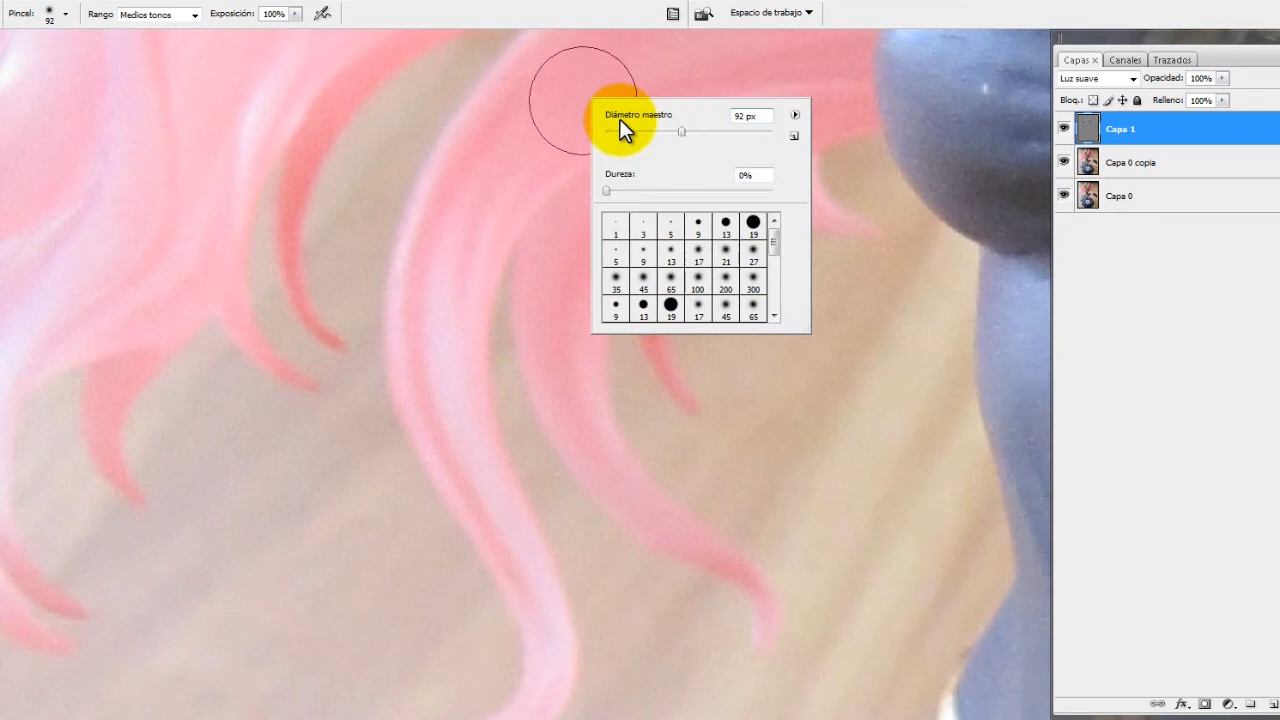 Pincel: 92 Rango Medios tonos Exposición: 100% Espacio de trabajo
Capas × Canales Trazados
Luz suave Opacidad: 100%
Bloq.: Relleno: 100%
Capa 1
Capa 0 copia
Capa 0
Diámetro maestro 92 px
Dureza: 0%
1 3 5 9 13 19
5 9 13 17 21 27
35 45 65 100 200 300
9 13 19 17 45 65
fx